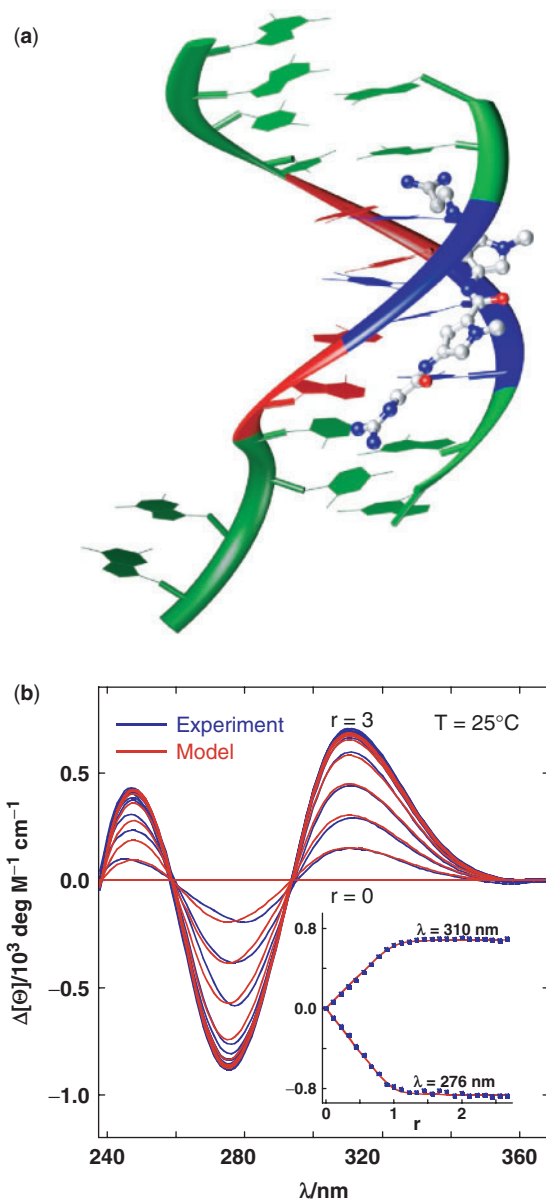 (a)
(b)
Experiment
Model
r = 3
T = 25°C
0.5
0.0
−0.5
−1.0
Δ[Θ]/10³ deg M⁻¹ cm⁻¹
r = 0
0.8
0.0
−0.8
λ = 310 nm
λ = 276 nm
0 1 2
r
240 280 320 360
λ/nm